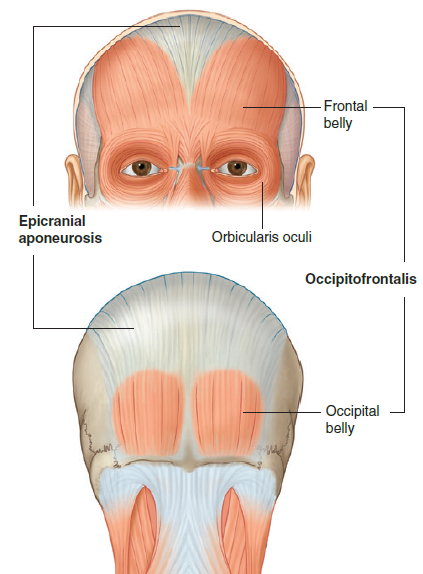 Frontal
belly
Epicranial
aponeurosis
Orbicularis oculi
Occipitofrontalis
Occipital
belly